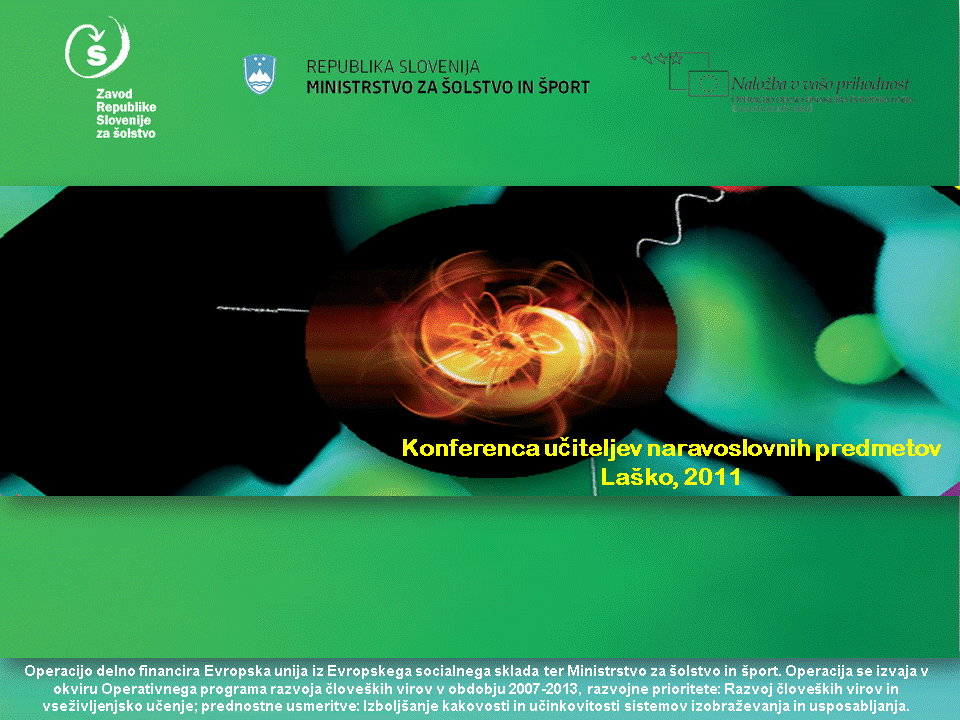 Zavod
Republike
Slovenije
za šolstvo
REPUBLIKA SLOVENIJA
MINISTRSTVO ZA ŠOLSTVO IN ŠPORT
Naložba v vašo prihodnost
Konferenca učiteljev naravoslovnih predmetov
Laško, 2011
Operacijo delno financira Evropska unija iz Evropskega socialnega sklada ter Ministrstvo za šolstvo in šport. Operacija se izvaja v
okviru Operativnega programa razvoja človeških virov v obdobju 2007-2013, razvojne prioritete: Razvoj človeških virov in
vseživljenjsko učenje; prednostne usmeritve: Izboljšanje kakovosti in učinkovitosti sistemov izobraževanja in usposabljanja.